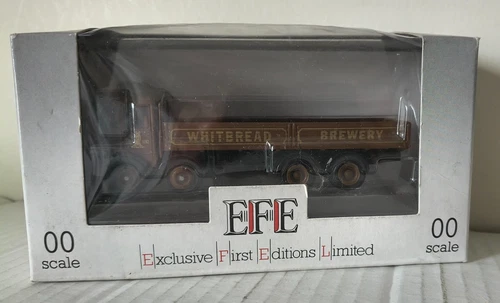 WHITBREAD BREWERY
EFE
00 scale
Exclusive First Editions Limited
00 scale